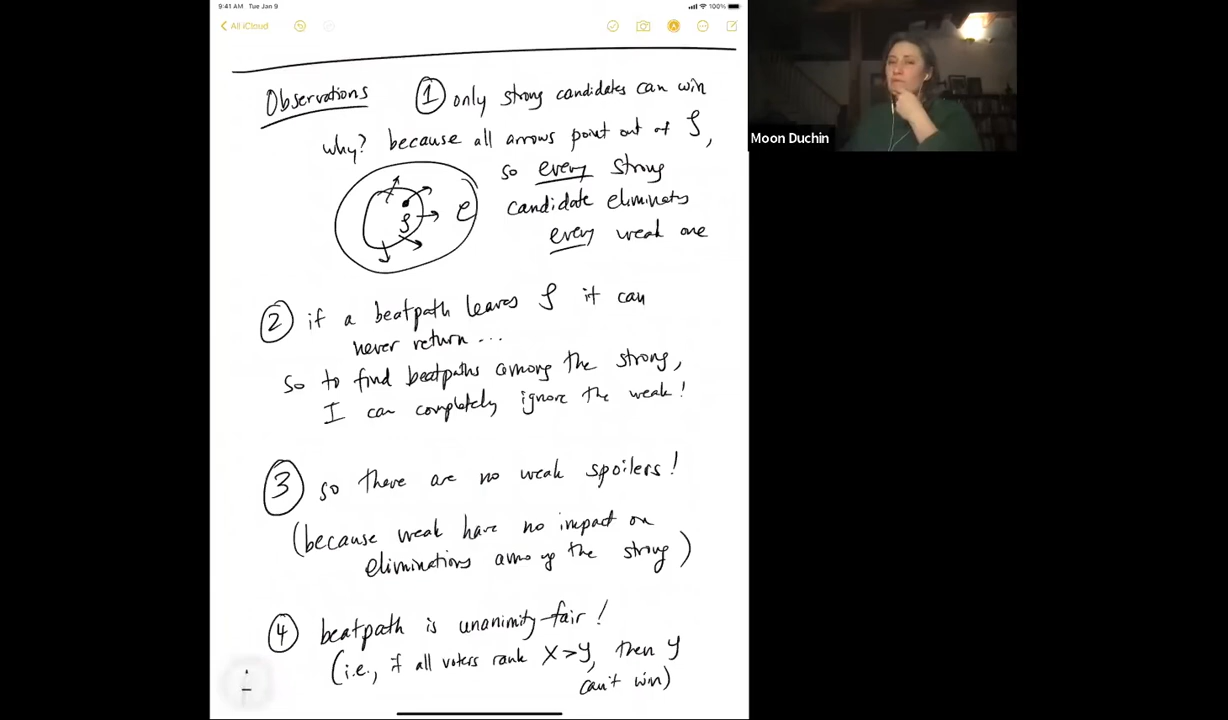 9:41 AM Tue Jan 9
100%
All iCloud
Observations ① only strong candidates can win
why? because all arrows point out of S,
so every strong
candidate eliminates
every weak one
S
C
② if a beatpath leaves S it can
never return...
so to find beatpaths among the strong,
I can completely ignore the weak!
③ so there are no weak spoilers!
(because weak have no impact on
eliminations among the strong)
④ beatpath is unanimity-fair!
(i.e., if all voters rank X>Y, then Y
can't win)
Moon Duchin